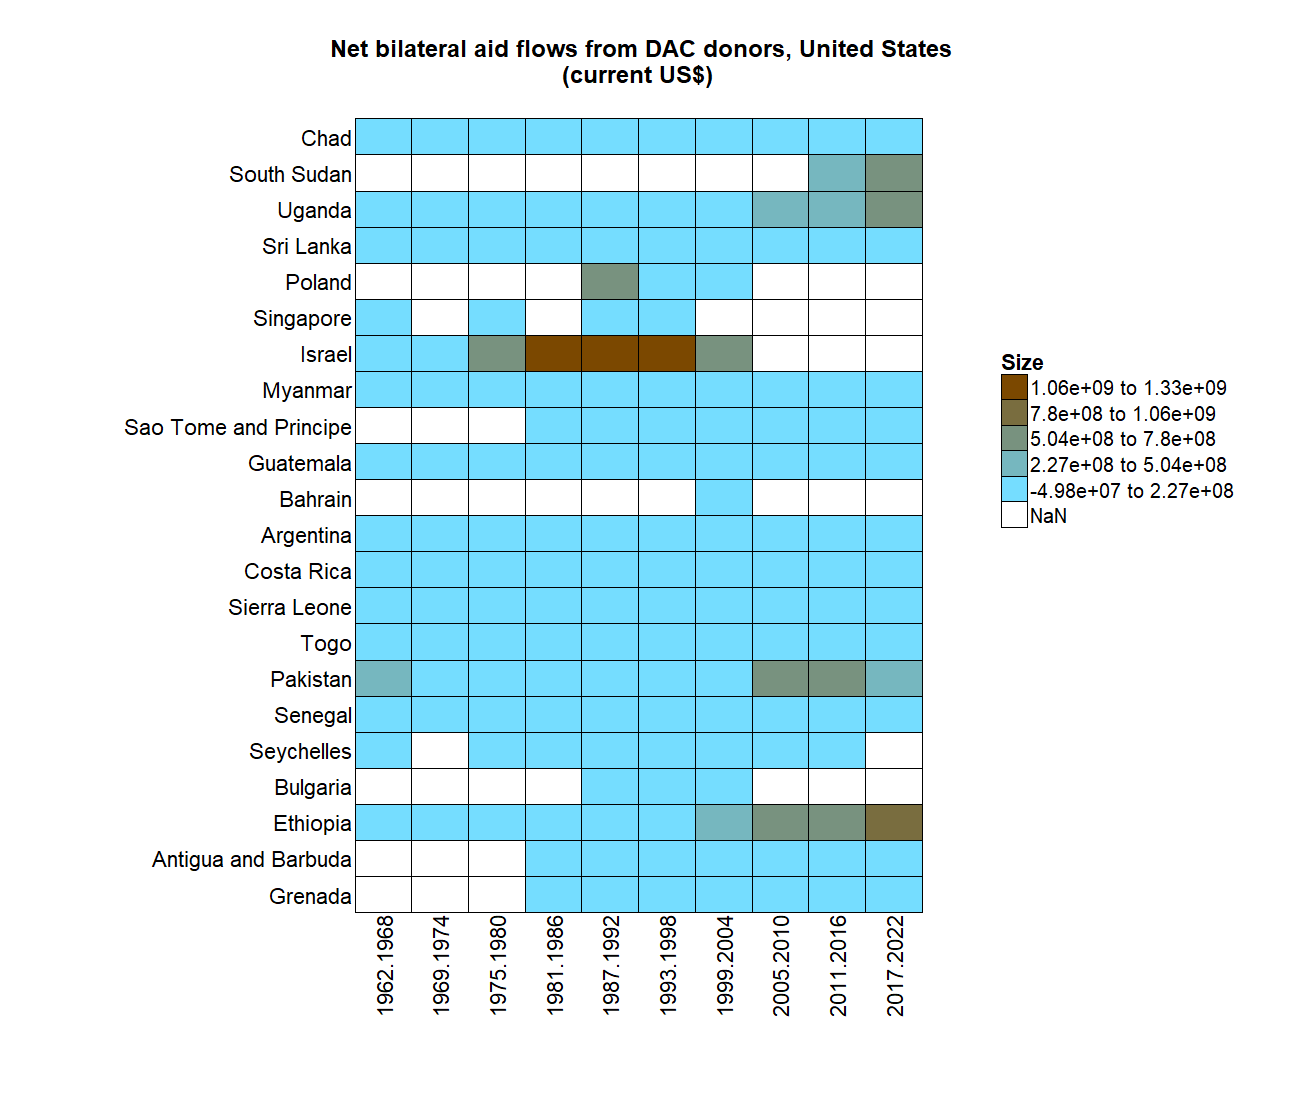 Net bilateral aid flows from DAC donors, United States
(current US$)
Chad
South Sudan
Uganda
Sri Lanka
Poland
Singapore
Israel
Myanmar
Sao Tome and Principe
Guatemala
Bahrain
Argentina
Costa Rica
Sierra Leone
Togo
Pakistan
Senegal
Seychelles
Bulgaria
Ethiopia
Antigua and Barbuda
Grenada
1962.1968
1969.1974
1975.1980
1981.1986
1987.1992
1993.1998
1999.2004
2005.2010
2011.2016
2017.2022
Size
1.06e+09 to 1.33e+09
7.8e+08 to 1.06e+09
5.04e+08 to 7.8e+08
2.27e+08 to 5.04e+08
-4.98e+07 to 2.27e+08
NaN